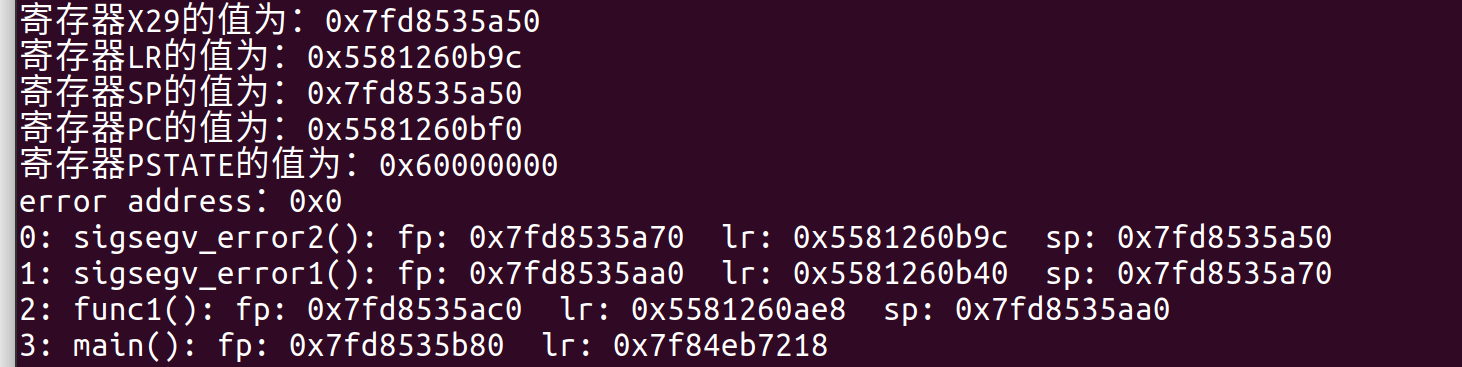 寄存器X29的值为：0x7fd8535a50
寄存器LR的值为：0x5581260b9c
寄存器SP的值为：0x7fd8535a50
寄存器PC的值为：0x5581260bf0
寄存器PSTATE的值为：0x60000000
error address：0x0
0: sigsegv_error2(): fp: 0x7fd8535a70  lr: 0x5581260b9c  sp: 0x7fd8535a50
1: sigsegv_error1(): fp: 0x7fd8535aa0  lr: 0x5581260b40  sp: 0x7fd8535a70
2: func1(): fp: 0x7fd8535ac0  lr: 0x5581260ae8  sp: 0x7fd8535aa0
3: main(): fp: 0x7fd8535b80  lr: 0x7f84eb7218